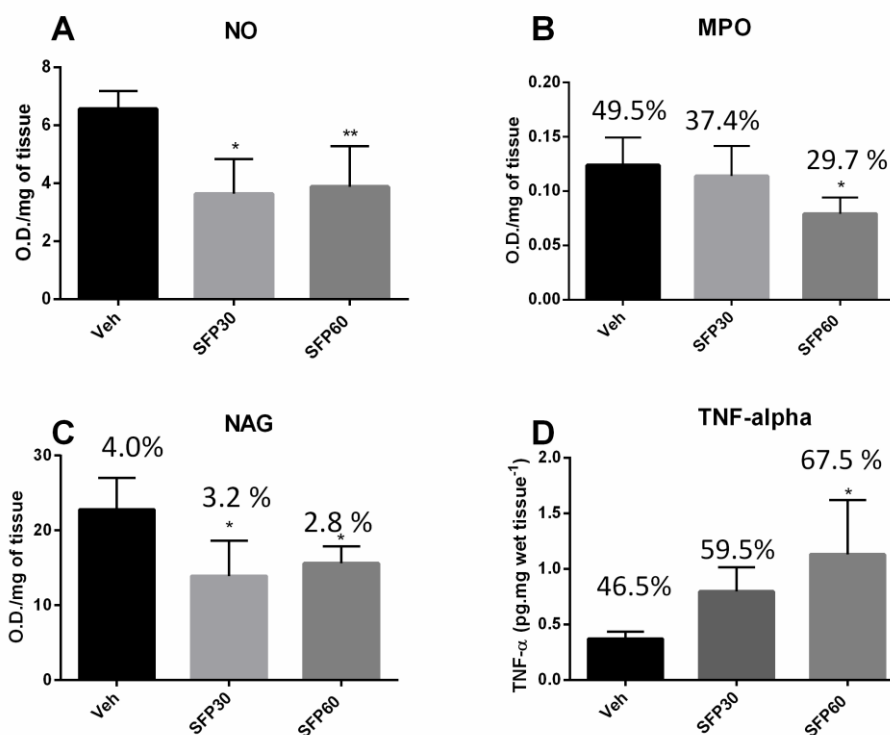 A
NO
O.D./mg of tissue
8
6
4
2
0
*
**
Veh
SFP30
SFP60
B
MPO
O.D./mg of tissue
0.20
0.15
0.10
0.05
0.00
49.5%
37.4%
29.7 %
*
Veh
SFP30
SFP60
C
NAG
O.D./mg of tissue
30
20
10
0
4.0%
3.2 %
*
2.8 %
*
Veh
SFP30
SFP60
D
TNF-alpha
TNF-α (pg.mg wet tissue⁻¹)
2.0
1.5
1.0
0.5
0.0
46.5%
59.5%
67.5 %
*
Veh
SFP30
SFP60